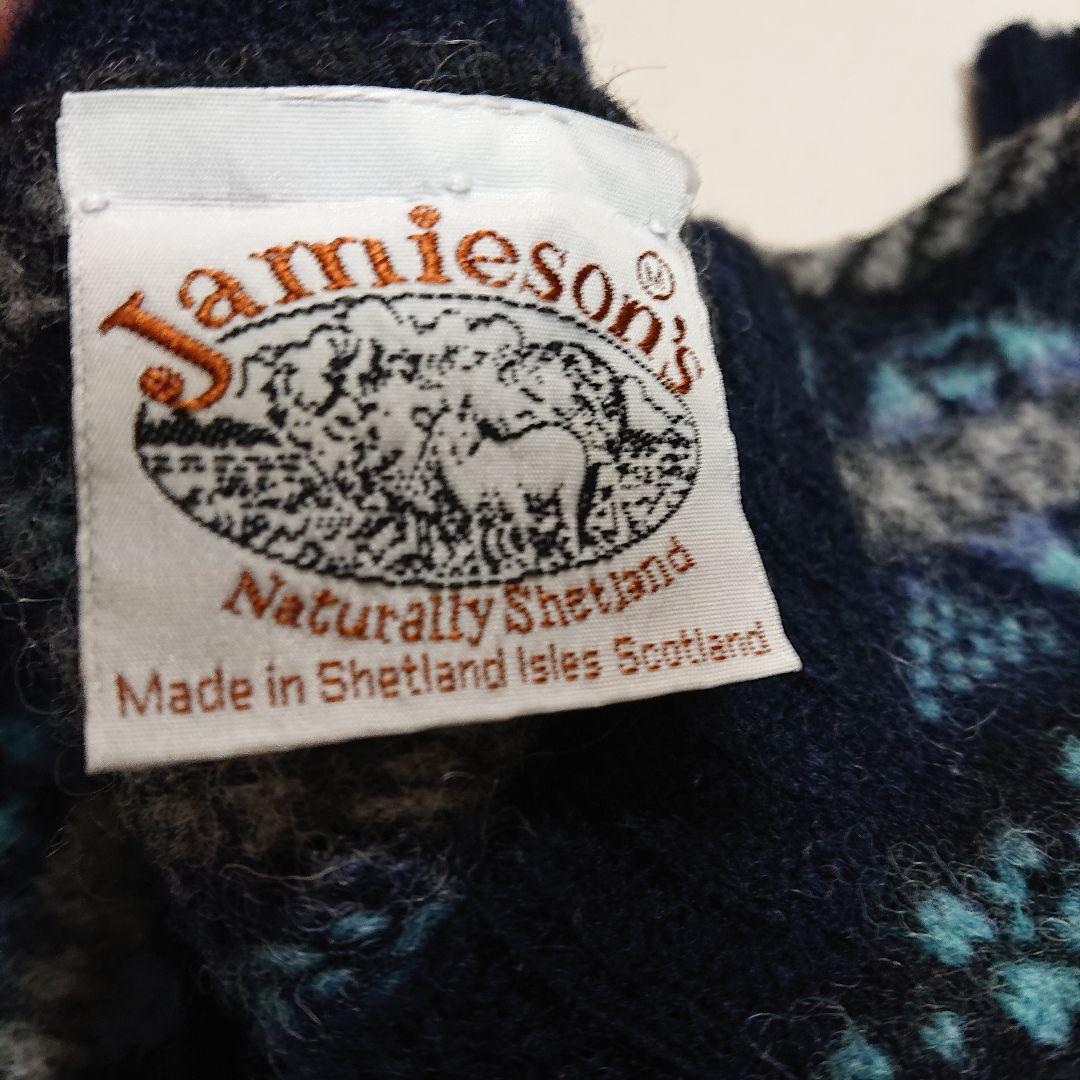 Jamieson's
Naturally Shetland
Made in Shetland Isles Scotland